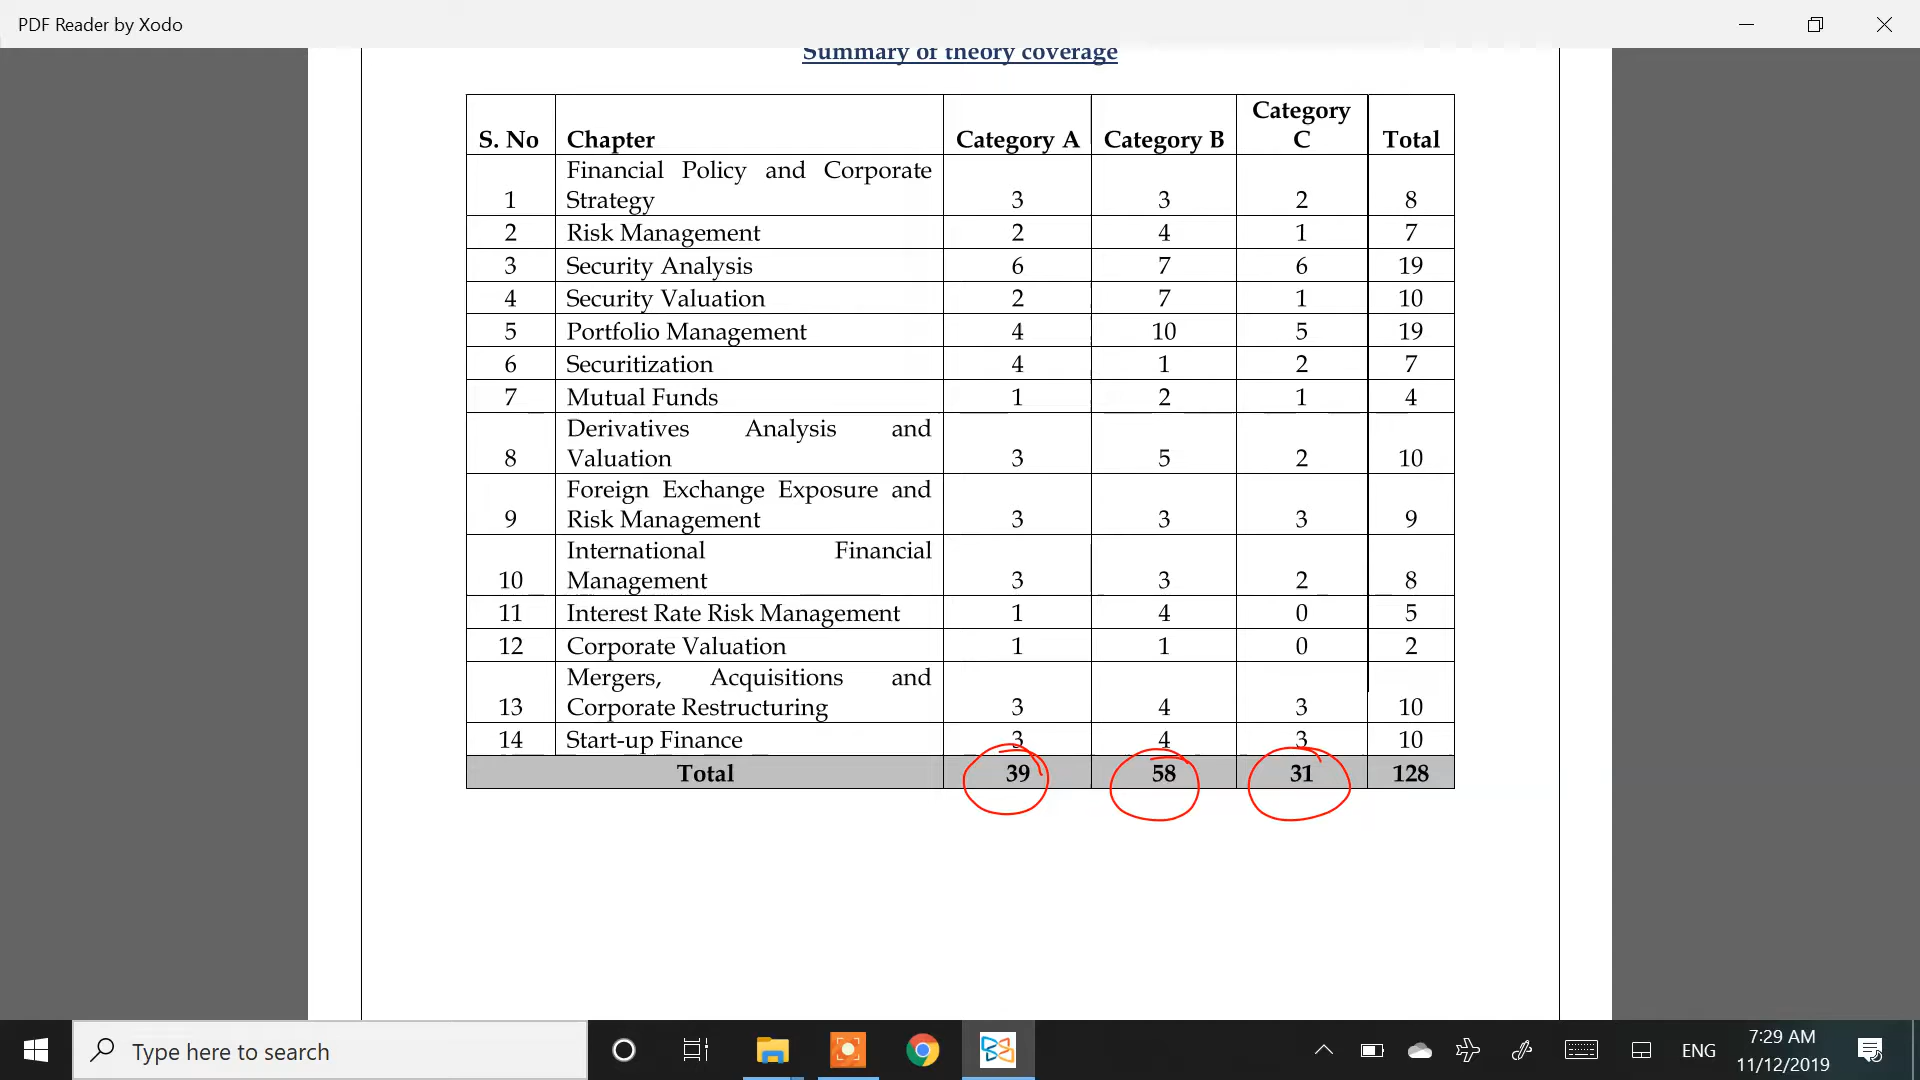 PDF Reader by Xodo
Summary of theory coverage
S. No Chapter Category A Category B Category C Total
1 Financial Policy and Corporate Strategy 3 3 2 8
2 Risk Management 2 4 1 7
3 Security Analysis 6 7 6 19
4 Security Valuation 2 7 1 10
5 Portfolio Management 4 10 5 19
6 Securitization 4 1 2 7
7 Mutual Funds 1 2 1 4
8 Derivatives Analysis and Valuation 3 5 2 10
9 Foreign Exchange Exposure and Risk Management 3 3 3 9
10 International Financial Management 3 3 2 8
11 Interest Rate Risk Management 1 4 0 5
12 Corporate Valuation 1 1 0 2
13 Mergers, Acquisitions and Corporate Restructuring 3 4 3 10
14 Start-up Finance 3 4 3 10
Total 39 58 31 128
Type here to search
ENG
7:29 AM
11/12/2019